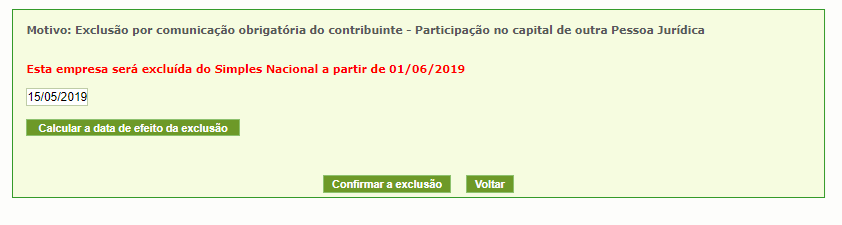 Motivo: Exclusão por comunicação obrigatória do contribuinte - Participação no capital de outra Pessoa Jurídica
Esta empresa será excluída do Simples Nacional a partir de 01/06/2019
15/05/2019
Calcular a data de efeito da exclusão
Confirmar a exclusão Voltar